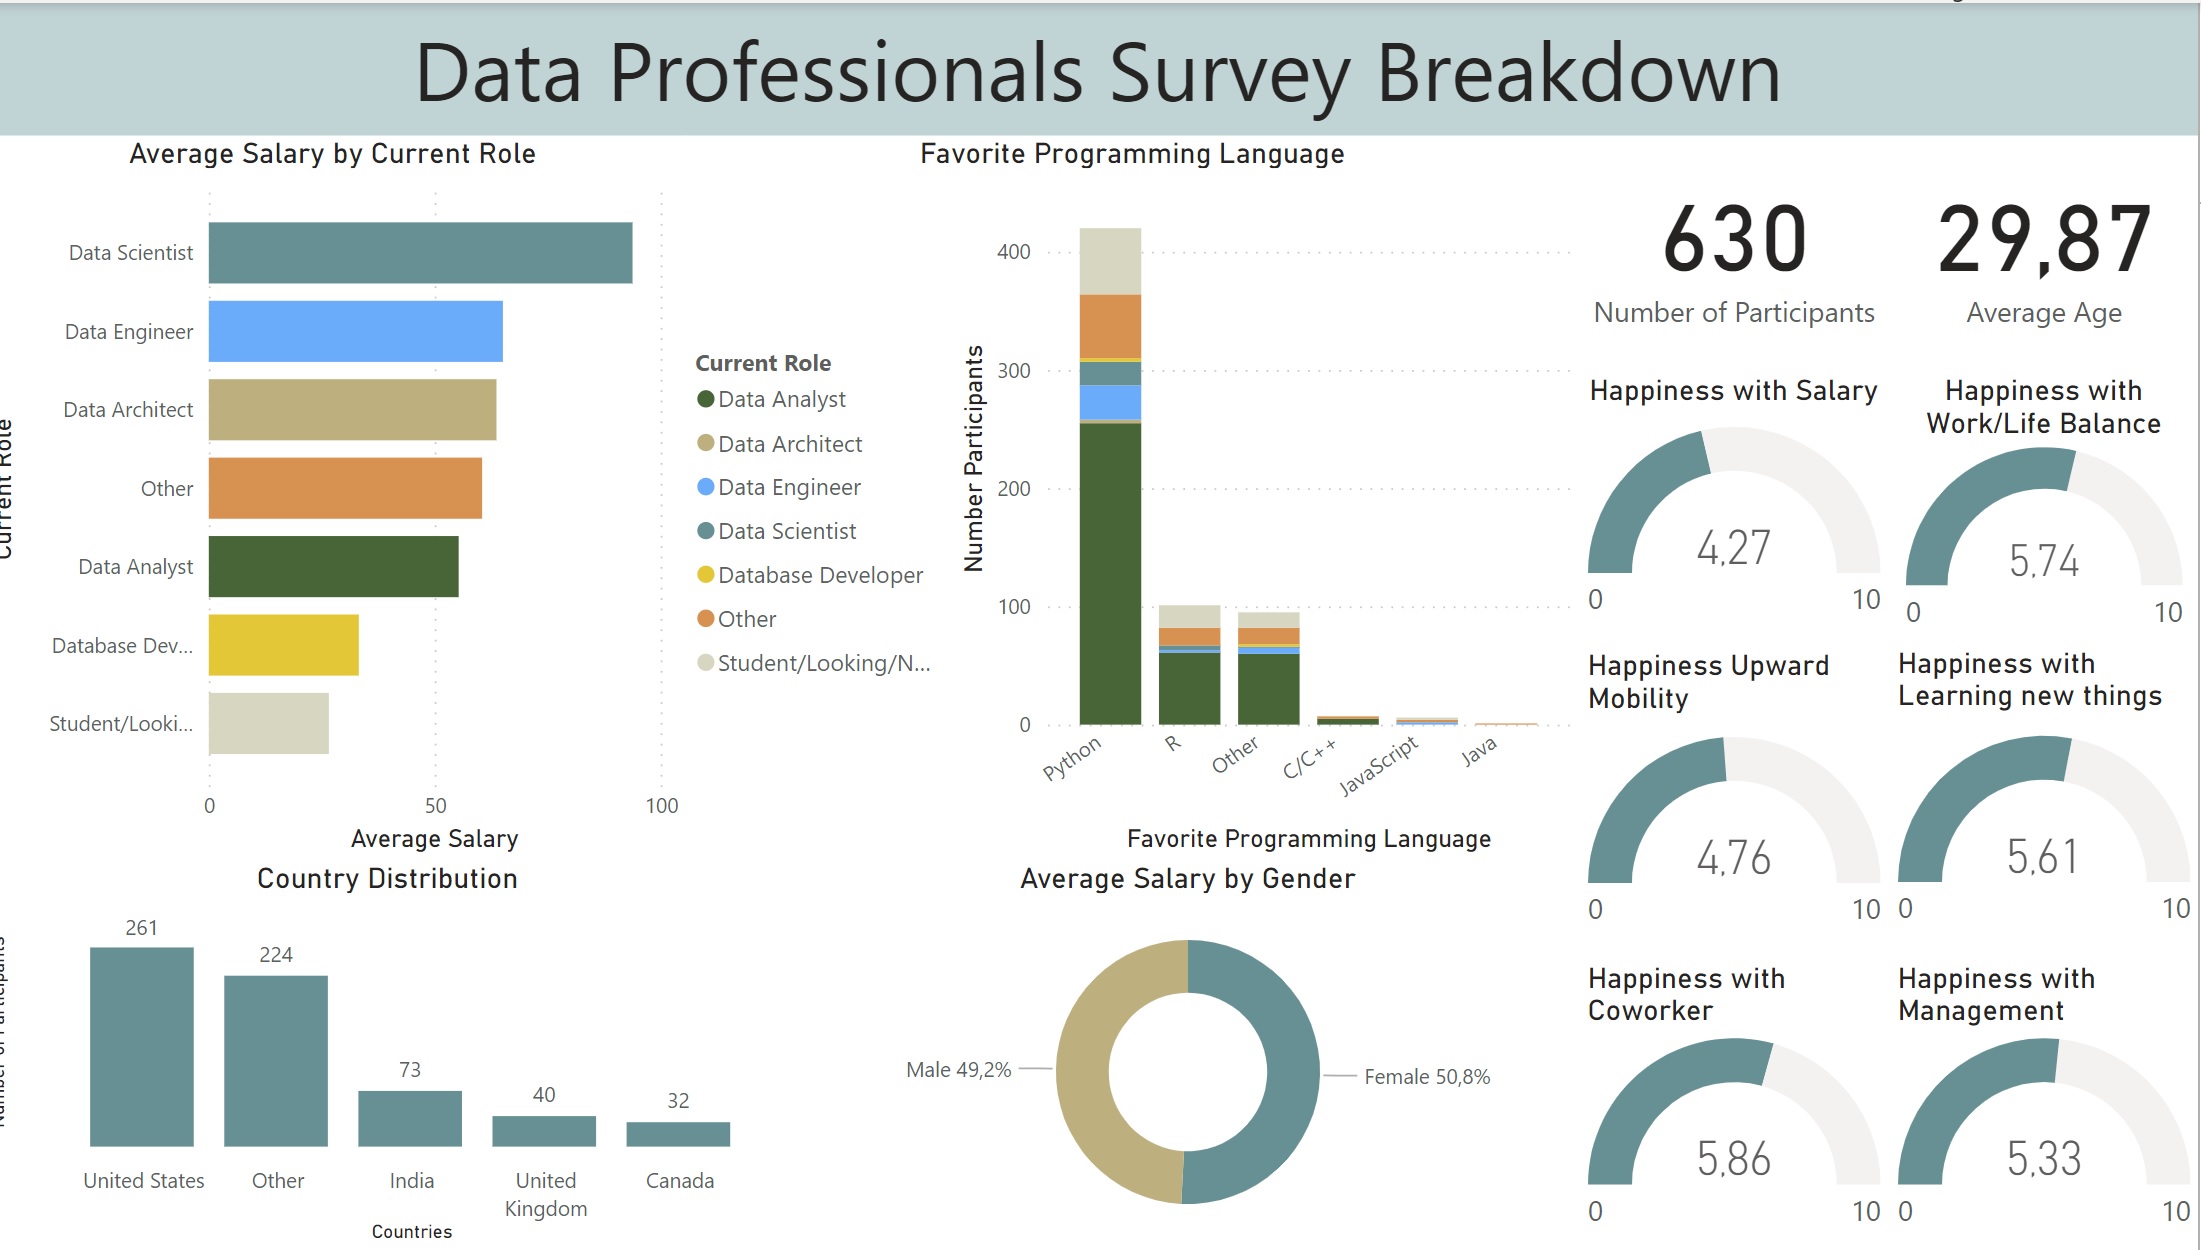 Data Professionals Survey Breakdown
Average Salary by Current Role
Current Role
Data Scientist
Data Engineer
Data Architect
Other
Data Analyst
Database Dev...
Student/Looki...
0
50
100
Average Salary
Current Role
Data Analyst
Data Architect
Data Engineer
Data Scientist
Database Developer
Other
Student/Looking/N...
Favorite Programming Language
Number Participants
400
300
200
100
0
Python
R
Other
C/C++
JavaScript
Java
Favorite Programming Language
630
Number of Participants
29,87
Average Age
Happiness with Salary
4,27
0
10
Happiness with
Work/Life Balance
5,74
0
10
Happiness Upward
Mobility
4,76
0
10
Happiness with
Learning new things
5,61
0
10
Happiness with
Coworker
5,86
0
10
Happiness with
Management
5,33
0
10
Country Distribution
261
224
73
40
32
United States
Other
India
United
Kingdom
Canada
Countries
Average Salary by Gender
Male 49,2%
Female 50,8%